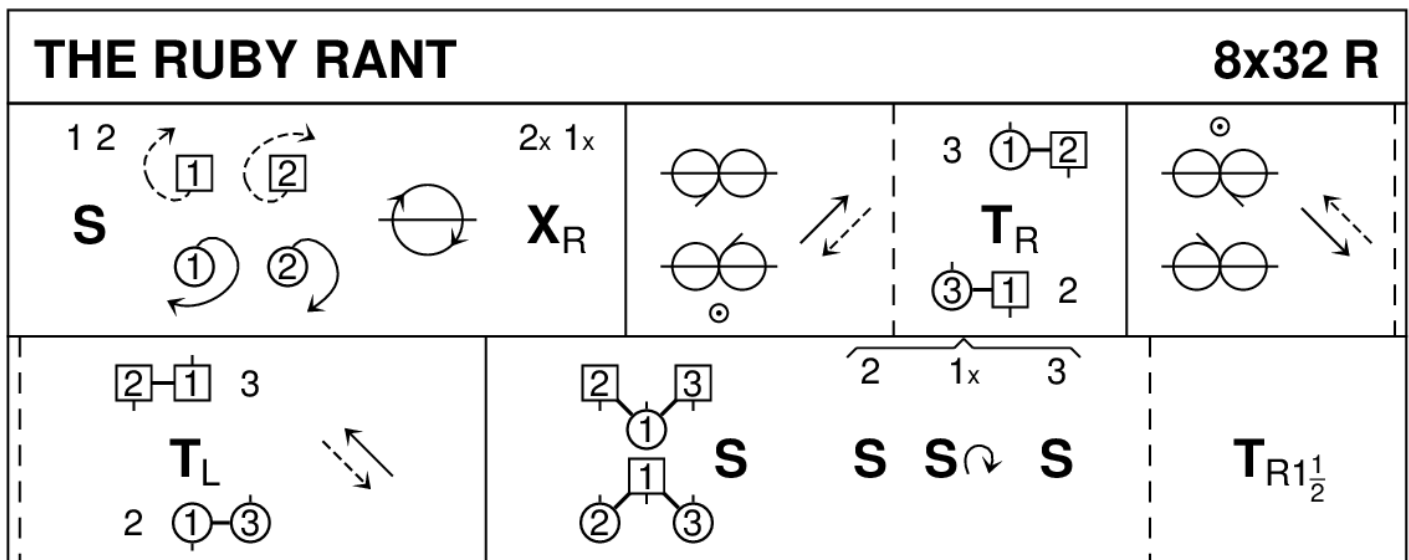 THE RUBY RANT 8x32 R
1 2 1 2 2x 1x
S XR
1 2
3 1 2
TR
3 1 2
2 1 3
TL
2 1 3
2 3 2 1x 3
1
S S S S
1
2 3
TR1½